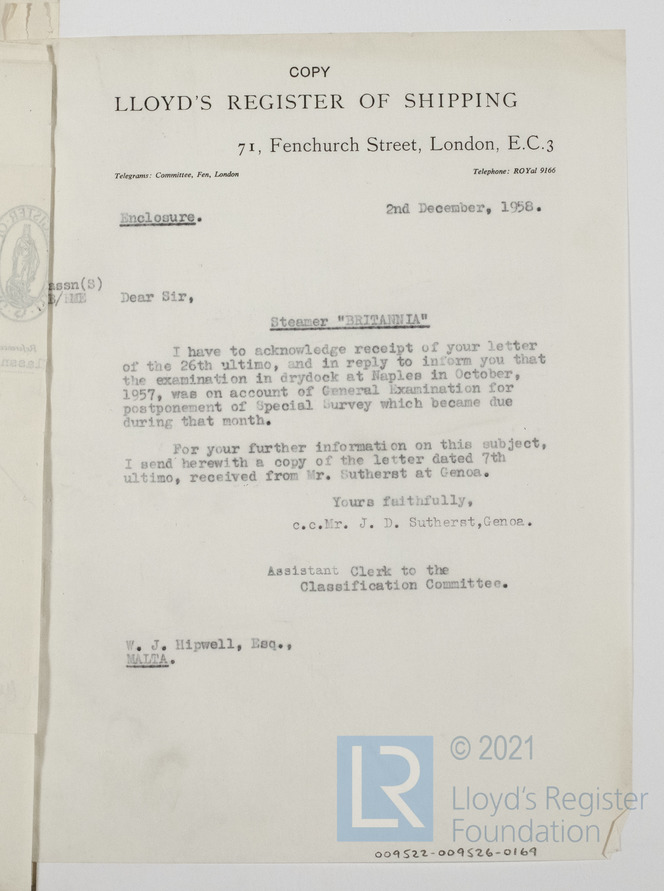 COPY
LLOYD'S REGISTER OF SHIPPING
71, Fenchurch Street, London, E.C.3
Telegrams: Committee, Fen, London
Telephone: ROYal 9166
Enclosure.
2nd December, 1958.
assn(S)
Dear Sir,
Steamer "BRITANNIA"
I have to acknowledge receipt of your letter
of the 26th ultimo, and in reply to inform you that
the examination in drydock at Naples in October,
1957, was on account of General Examination for
postponement of Special Survey which became due
during that month.
For your further information on this subject,
I send herewith a copy of the letter dated 7th
ultimo, received from Mr. Sutherst at Genoa.
Yours faithfully,
c.c.Mr. J. D. Sutherst,Genoa.
Assistant Clerk to the
Classification Committee.
W. J. Hipwell, Esq.,
MALTA.
LR
© 2021
Lloyd's Register
Foundation
009522-009526-0169